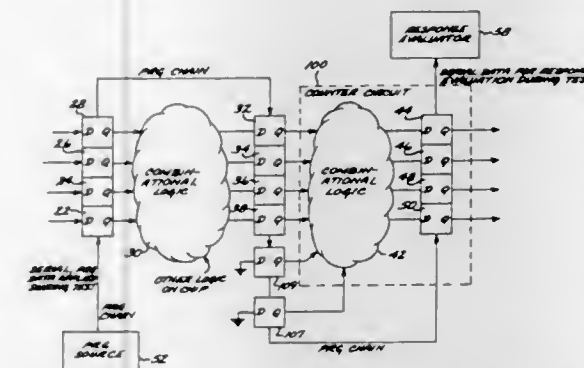 RESPONSE
EVALUATOR
58
100
PRG CHAIN
SERIAL DATA FOR RESPONSE
EVALUATION DURING TEST
COUNTER CIRCUIT
28
D Q
26
D Q
24
D Q
22
D Q
COMBIN-
ATIONAL
LOGIC
30
OTHER LOGIC
ON CHIP
32
D Q
34
D Q
36
D Q
38
D Q
COMBIN-
ATIONAL
LOGIC
42
44
D Q
46
D Q
48
D Q
50
D Q
D Q
109
D Q
107
SERIAL PRG
DATA APPLIED
DURING TEST
PRG
CHAIN
PRG CHAIN
PRG
SOURCE
52